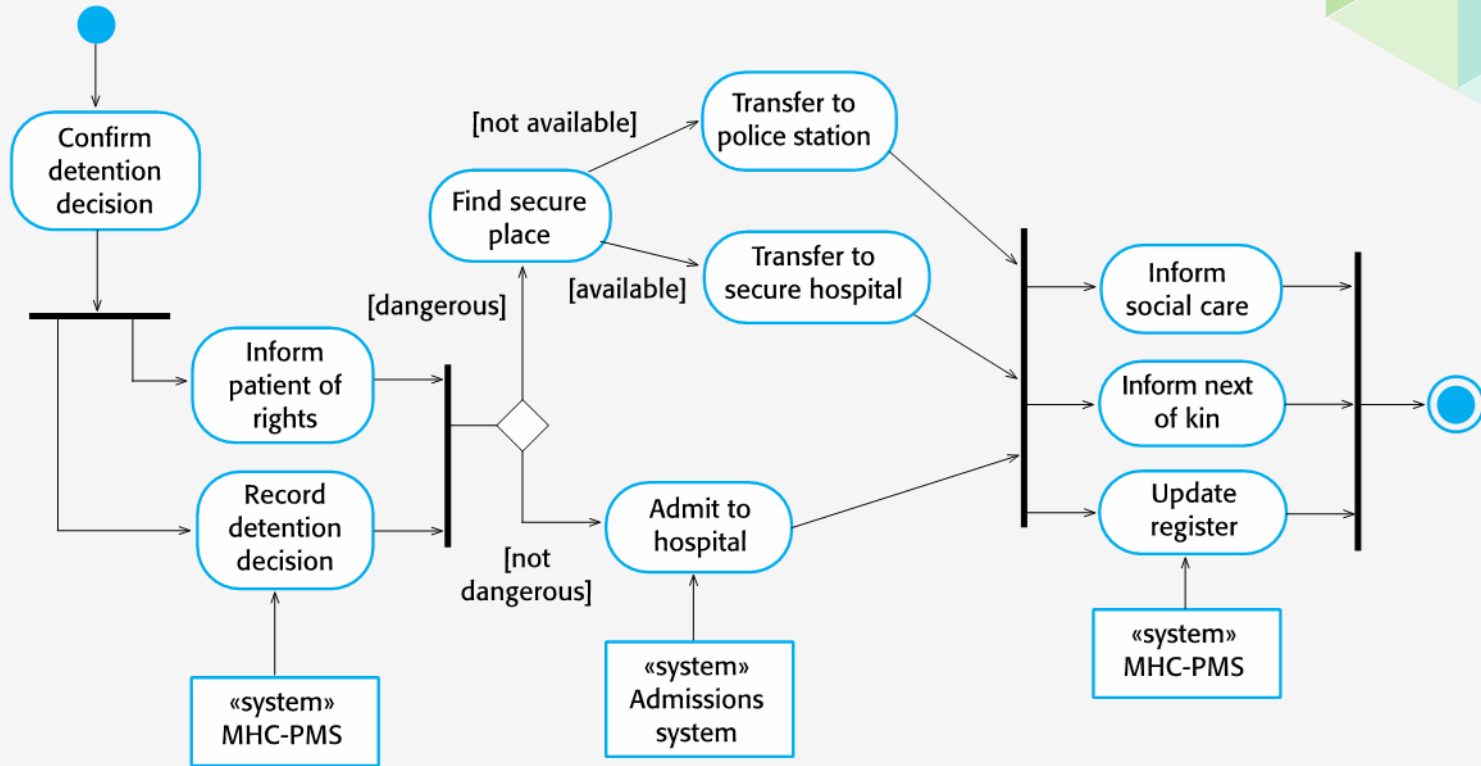 Confirm
detention
decision
Inform
patient of
rights
Record
detention
decision
«system»
MHC-PMS
[dangerous]
[not
dangerous]
Find secure
place
[not available]
[available]
Transfer to
police station
Transfer to
secure hospital
Admit to
hospital
«system»
Admissions
system
Inform
social care
Inform next
of kin
Update
register
«system»
MHC-PMS